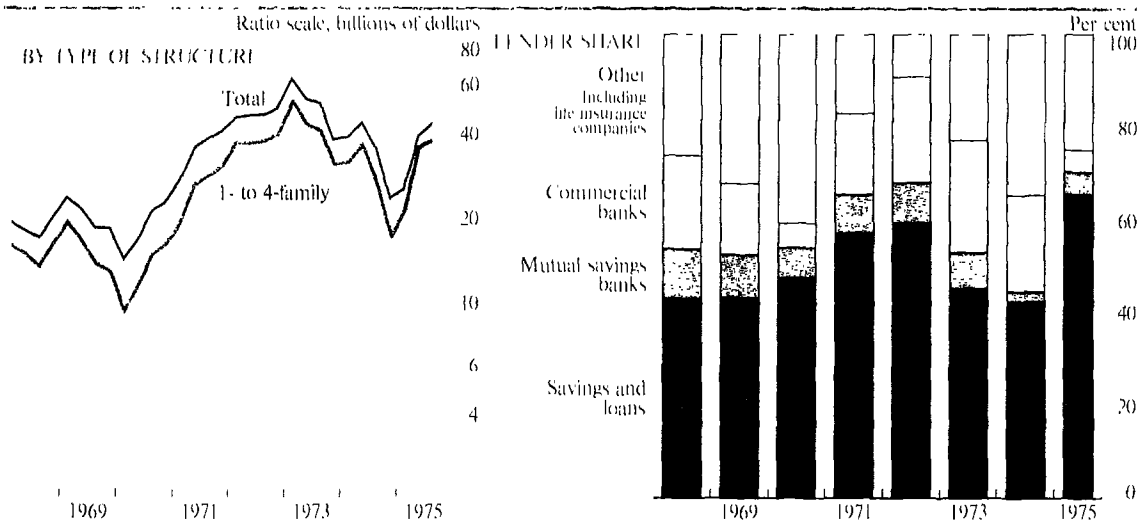 Ratio scale, billions of dollars
BY TYPE OF STRUCTURE
80
60
40
20
10
6
4
Total
1- to 4-family
1969
1971
1973
1975
LENDER SHARE
Per cent
100
80
60
40
20
0
Other
Including
life insurance
companies
Commercial
banks
Mutual savings
banks
Savings and
loans
1969
1971
1973
1975